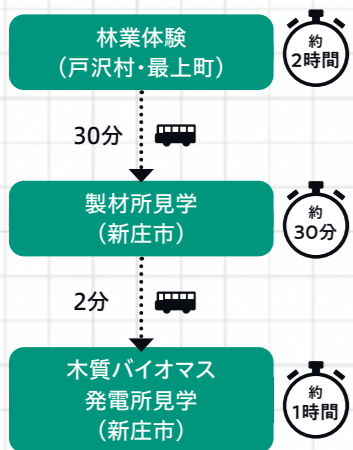 林業体験
（戸沢村・最上町）
約
2時間
30分
製材所見学
（新庄市）
約
30分
2分
木質バイオマス
発電所見学
（新庄市）
約
1時間